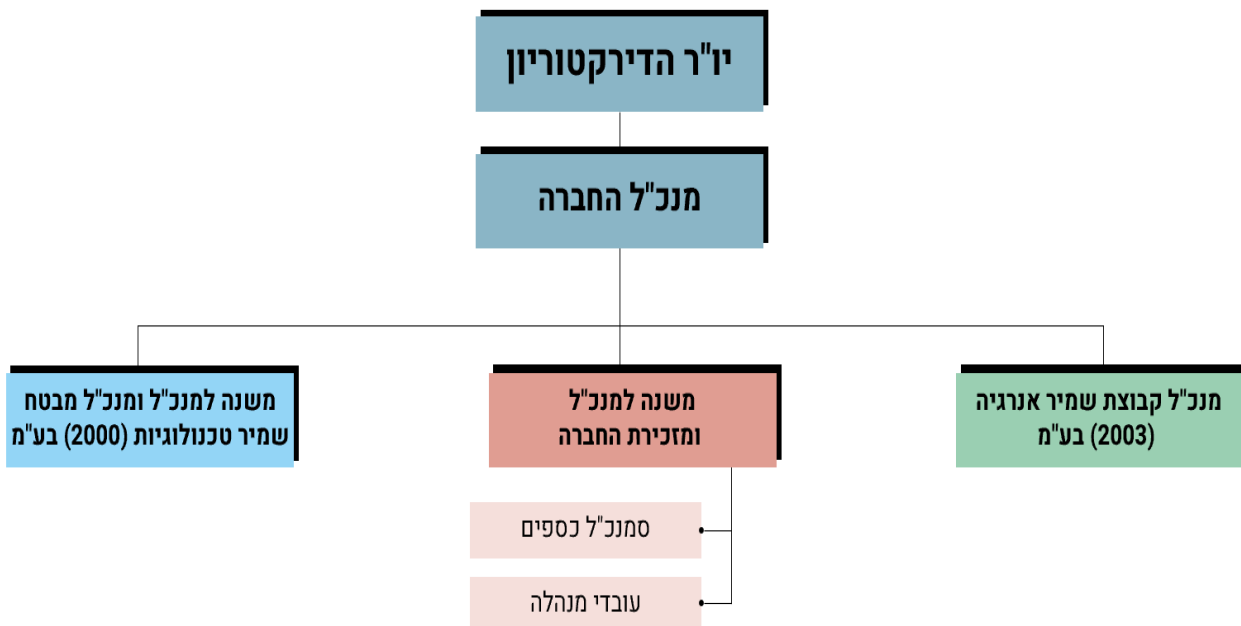 יו"ר הדירקטוריון
מנכ"ל החברה
מנכ"ל קבוצת שמיר אנרגיה
(2003) בע"מ
משנה למנכ"ל
ומזכירת החברה
משנה למנכ"ל ומנכ"ל מבטח
שמיר טכנולוגיות (2000) בע"מ
סמנכ"ל כספים
עובדי מנהלה